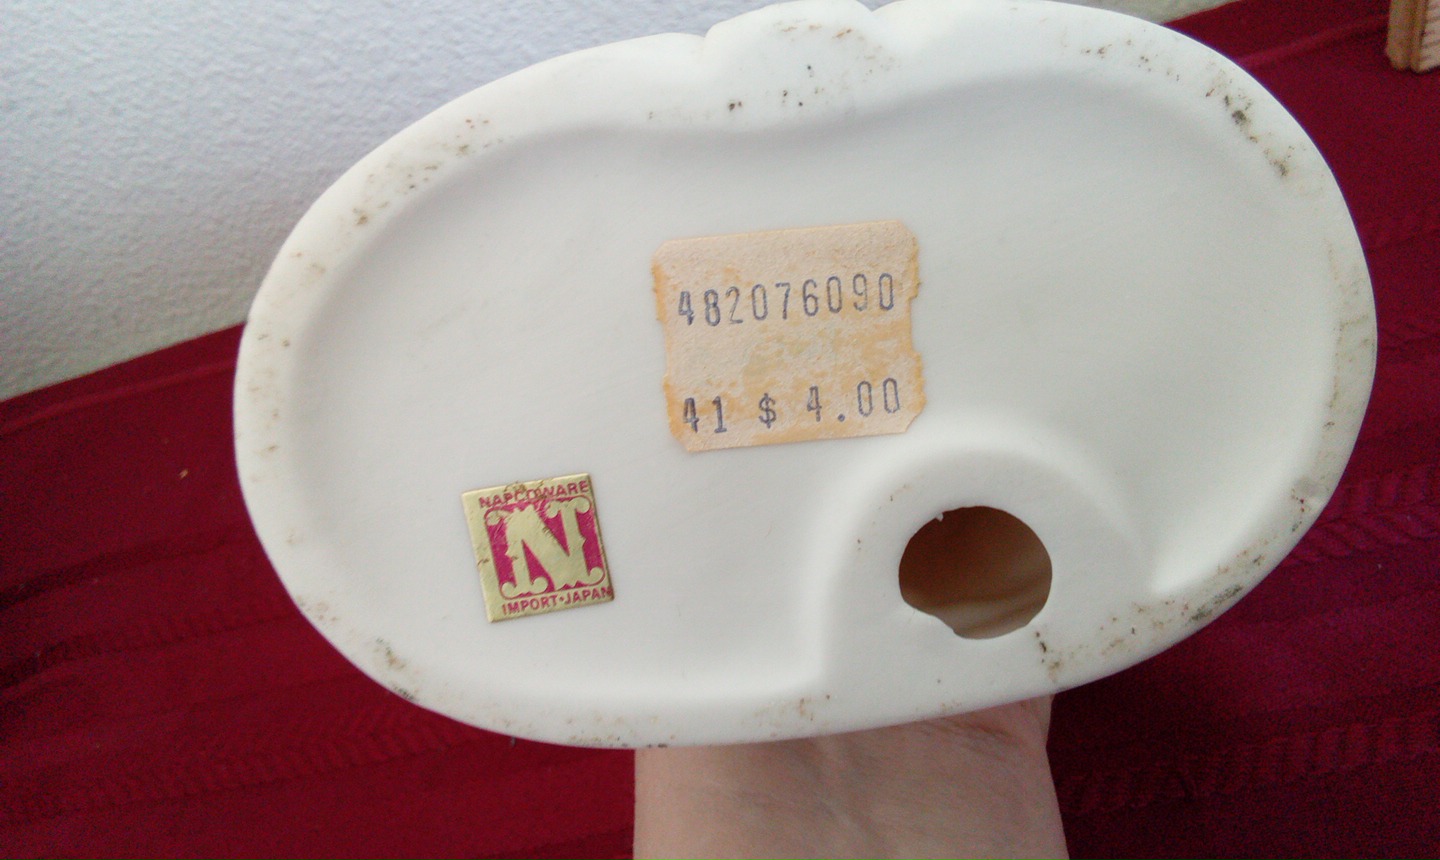 482076090
41 $ 4.00
NAPCOWARE
N
IMPORT•JAPAN